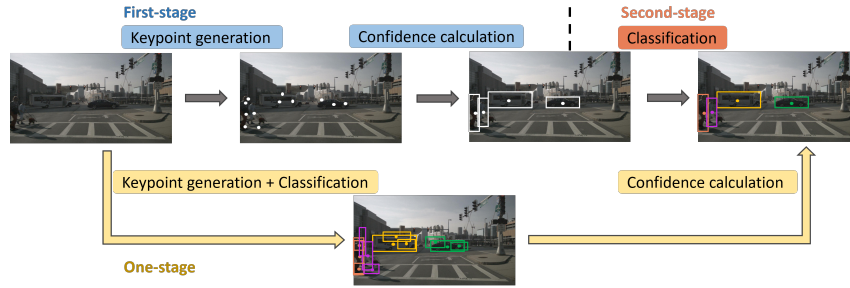 First-stage
Second-stage
Keypoint generation
Confidence calculation
Classification
Keypoint generation + Classification
Confidence calculation
One-stage